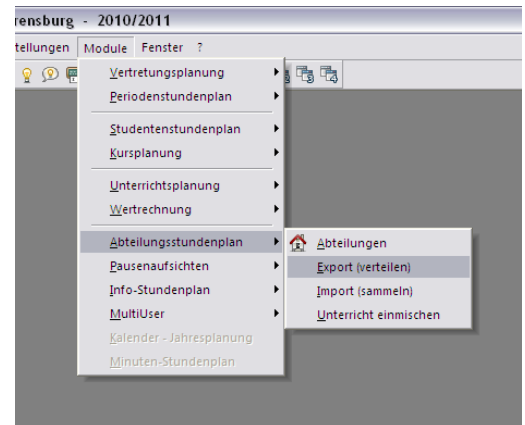 rensburg - 2010/2011
tellungen Module Fenster ?
Vertretungsplanung
Periodenstundenplan
Studentenstundenplan
Kursplanung
Unterrichtsplanung
Wertrechnung
Abteilungsstundenplan
Abteilungen
Pausenaufsichten
Export (verteilen)
Info-Stundenplan
Import (sammeln)
MultiUser
Unterricht einmischen
Kalender - Jahresplanung
Minuten-Stundenplan